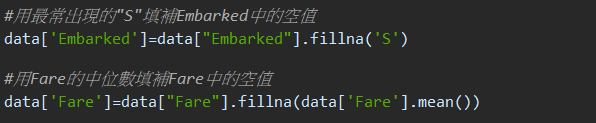 #用最常出現的"S"填補Embarked中的空值
data['Embarked']=data["Embarked"].fillna('S')
#用Fare的中位數填補Fare中的空值
data['Fare']=data["Fare"].fillna(data['Fare'].mean())